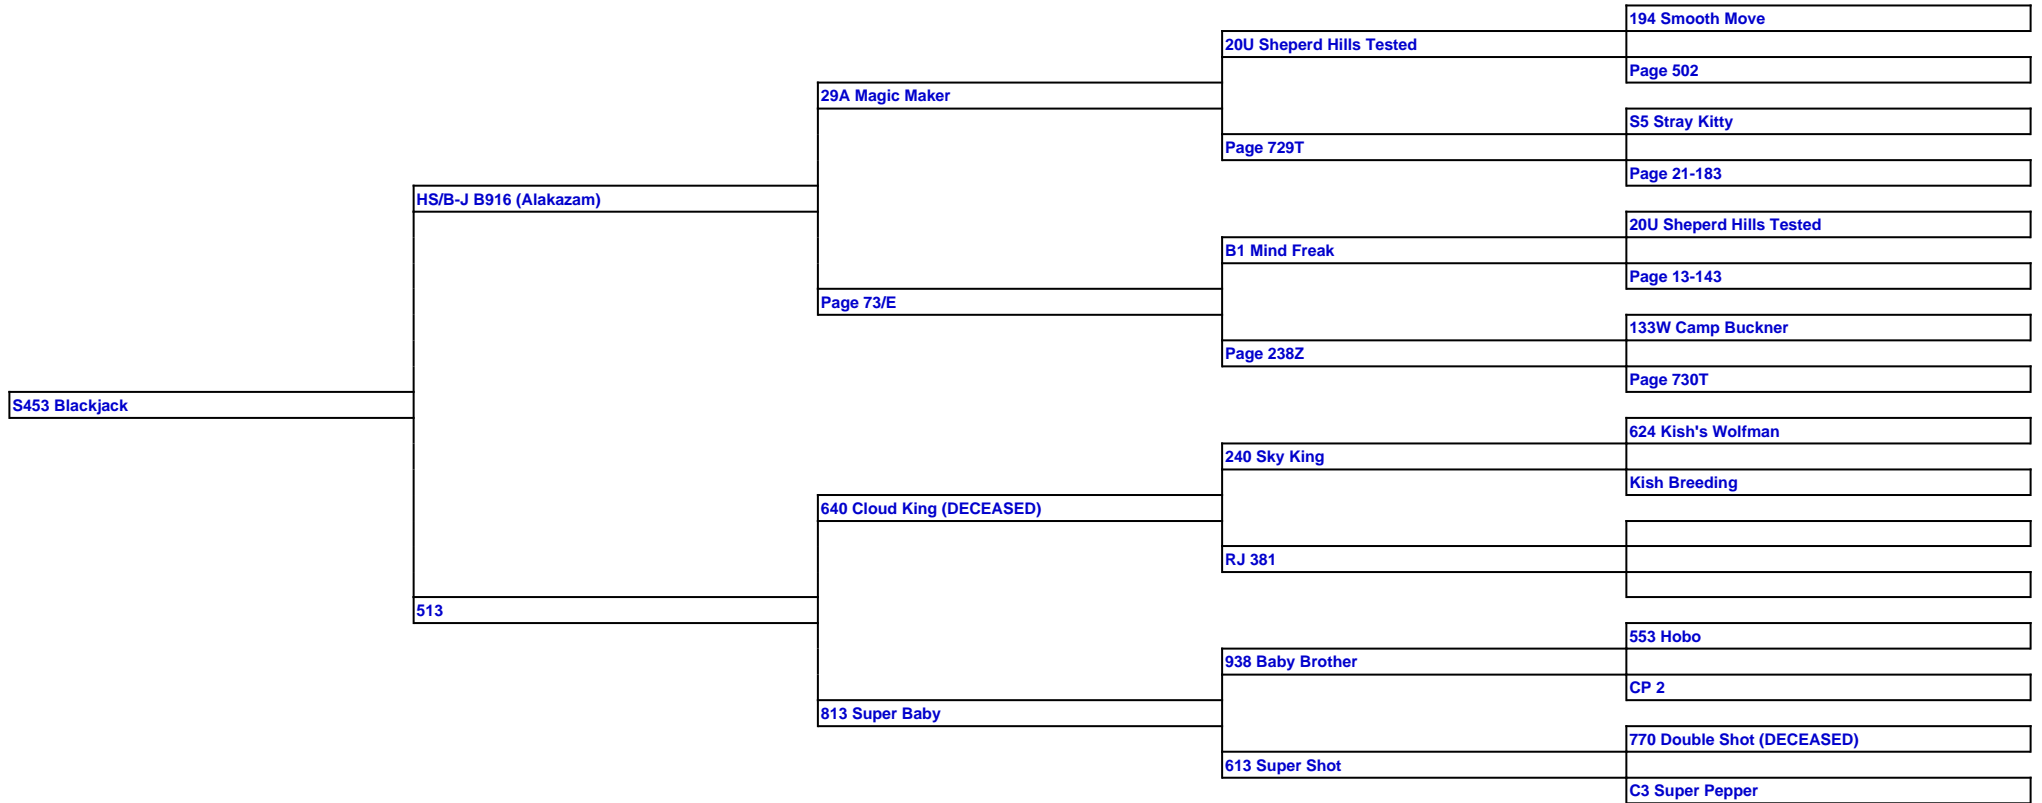 194 Smooth Move
20U Sheperd Hills Tested
Page 502
29A Magic Maker
S5 Stray Kitty
Page 729T
Page 21-183
HS/B-J B916 (Alakazam)
20U Sheperd Hills Tested
B1 Mind Freak
Page 13-143
Page 73/E
133W Camp Buckner
Page 238Z
Page 730T
S453 Blackjack
624 Kish's Wolfman
240 Sky King
Kish Breeding
640 Cloud King (DECEASED)
RJ 381
513
553 Hobo
938 Baby Brother
CP 2
813 Super Baby
770 Double Shot (DECEASED)
613 Super Shot
C3 Super Pepper